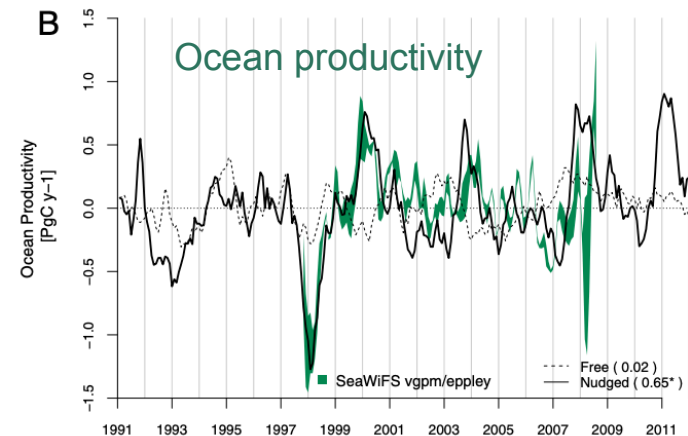 B
Ocean productivity
Ocean Productivity
[PgC y−1]
1.5
1.0
0.5
0.0
−0.5
−1.0
−1.5
SeaWiFS vgpm/eppley
Free ( 0.02 )
Nudged ( 0.65* )
1991 1993 1995 1997 1999 2001 2003 2005 2007 2009 2011